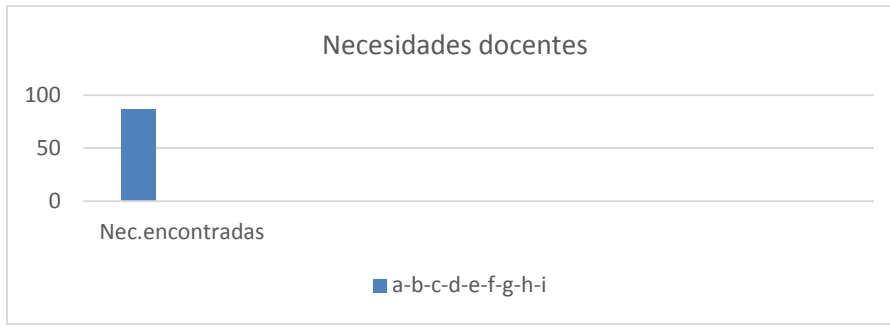 Necesidades docentes
100
50
0
Nec.encontradas
a-b-c-d-e-f-g-h-i